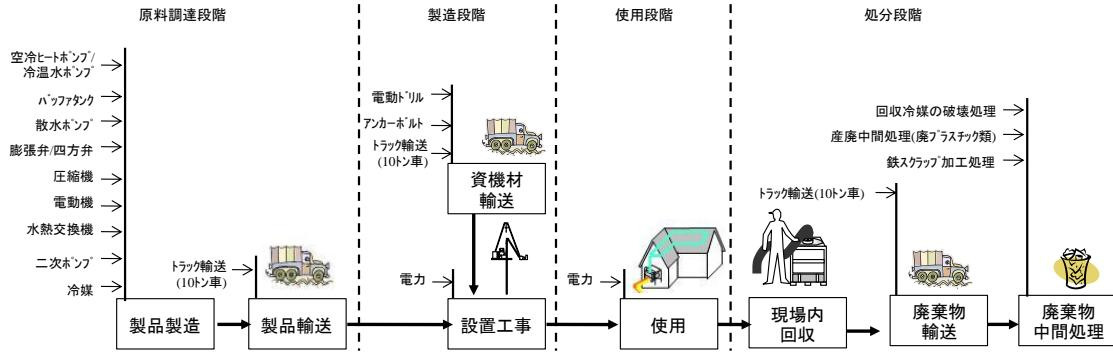 原料調達段階
製造段階
使用段階
処分段階
空冷ﾋｰﾄﾎﾟﾝﾌﾟ/
冷温水ﾎﾟﾝﾌﾟ
ﾊﾞｯﾌｧﾀﾝｸ
散水ﾎﾟﾝﾌﾟ
膨張弁/四方弁
圧縮機
電動機
水熱交換機
二次ﾎﾟﾝﾌﾟ
冷媒
製品製造
ﾄﾗｯｸ輸送
(10ﾄﾝ車)
製品輸送
電動ﾄﾞﾘﾙ
ｱﾝｶｰﾎﾞﾙﾄ
ﾄﾗｯｸ輸送
(10ﾄﾝ車)
資機材
輸送
電力
設置工事
電力
使用
現場内
回収
ﾄﾗｯｸ輸送(10ﾄﾝ車)
廃棄物
輸送
回収冷媒の破壊処理
産廃中間処理(廃ﾌﾟﾗｽﾁｯｸ類)
鉄ｽｸﾗｯﾌﾟ加工処理
廃棄物
中間処理